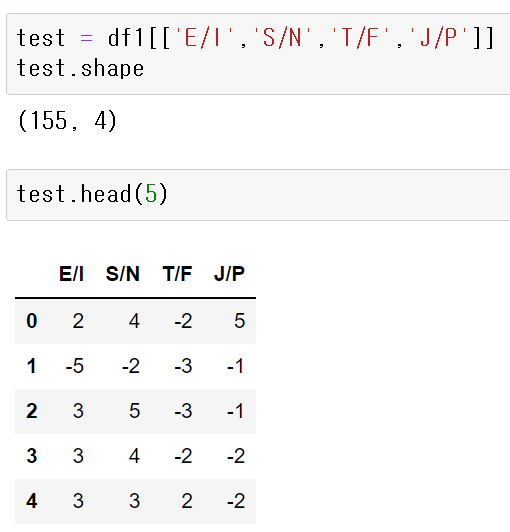 test = df1[['E/I','S/N','T/F','J/P']]
test.shape
(155, 4)
test.head(5)
E/I S/N T/F J/P
0 2 4 -2 5
1 -5 -2 -3 -1
2 3 5 -3 -1
3 3 4 -2 -2
4 3 3 2 -2